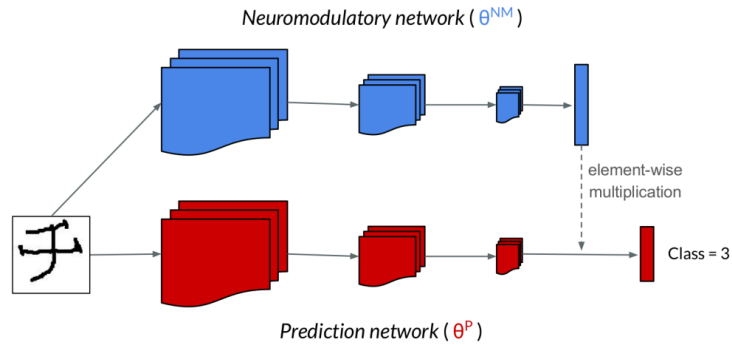 Neuromodulatory network ( θᴺᴹ )
element-wise
multiplication
Class = 3
Prediction network ( θᴾ )